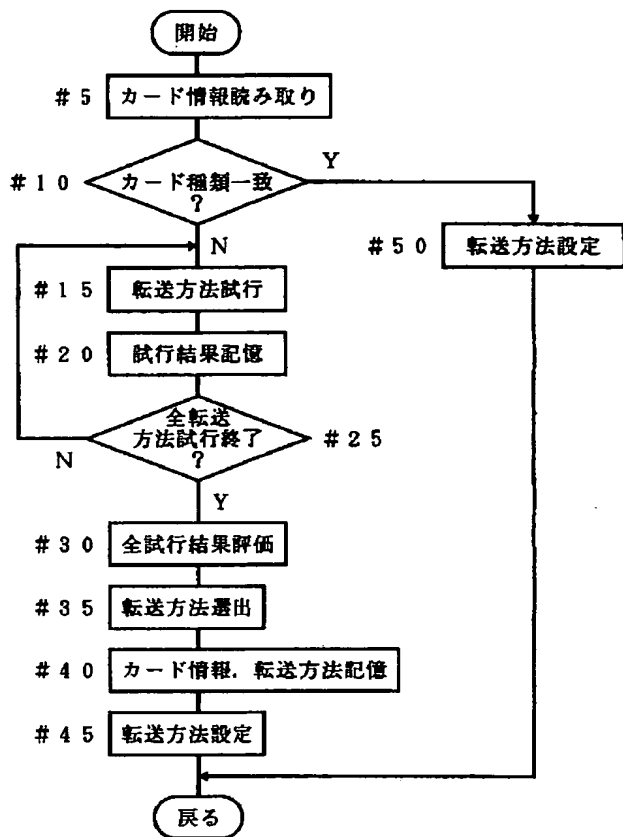 開始
#5 カード情報読み取り
Y
#10 カード種類一致
?
N
#50 転送方法設定
#15 転送方法試行
#20 試行結果記憶
全転送
方法試行終了 #25
?
N
Y
#30 全試行結果評価
#35 転送方法選出
#40 カード情報．転送方法記憶
#45 転送方法設定
戻る